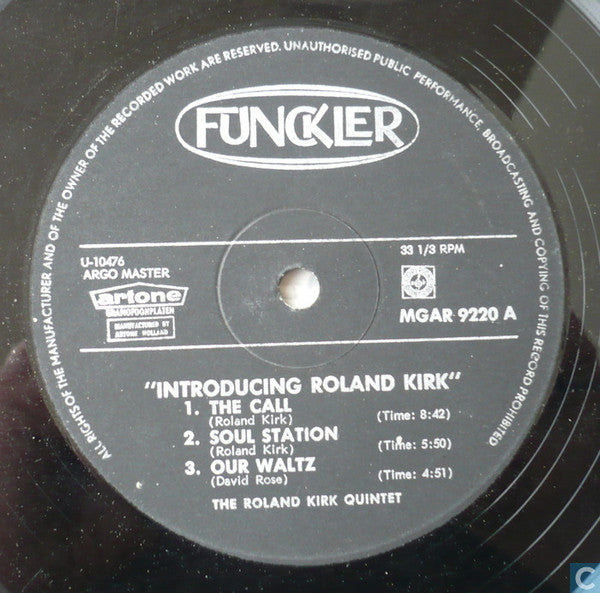 ALL RIGHTS OF THE MANUFACTURER AND OF THE OWNER OF THE RECORDED WORK ARE RESERVED. UNAUTHORISED PUBLIC PERFORMANCE, BROADCASTING AND COPYING OF THIS RECORD PROHIBITED
FUNCKLER
U-10476
ARGO MASTER
33 1/3 RPM
artone
GRAMOFOONPLATEN
MANUFACTURED BY
ARTONE HOLLAND
MGAR 9220 A
"INTRODUCING ROLAND KIRK"
1. THE CALL
(Roland Kirk) (Time: 8:42)
2. SOUL STATION
(Roland Kirk) (Time: 5:50)
3. OUR WALTZ
(David Rose) (Time: 4:51)
THE ROLAND KIRK QUINTET
C